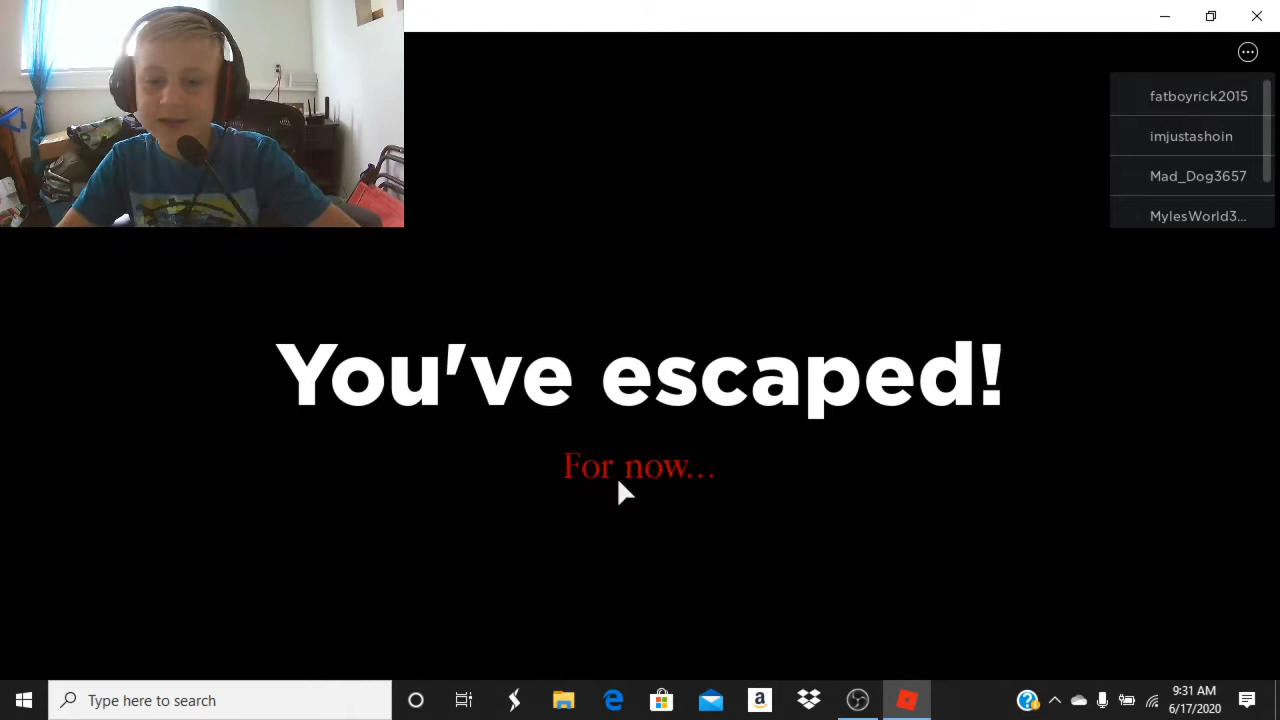 fatboyrick2015
imjustashoin
Mad_Dog3657
MylesWorld3...
You've escaped!
For now...
Type here to search
9:31 AM
6/17/2020